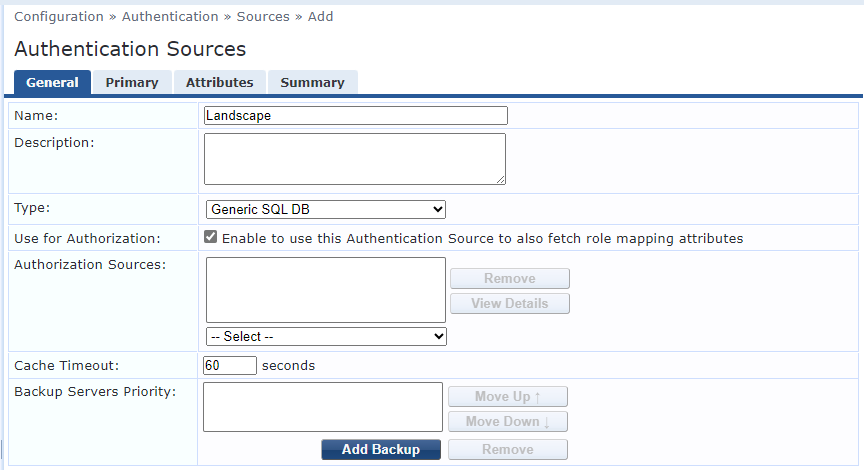 Configuration » Authentication » Sources » Add
Authentication Sources
General Primary Attributes Summary
Name: Landscape
Description:
Type: Generic SQL DB
Use for Authorization: Enable to use this Authentication Source to also fetch role mapping attributes
Authorization Sources:
Remove
View Details
-- Select --
Cache Timeout: 60 seconds
Backup Servers Priority:
Move Up ↑
Move Down ↓
Add Backup Remove